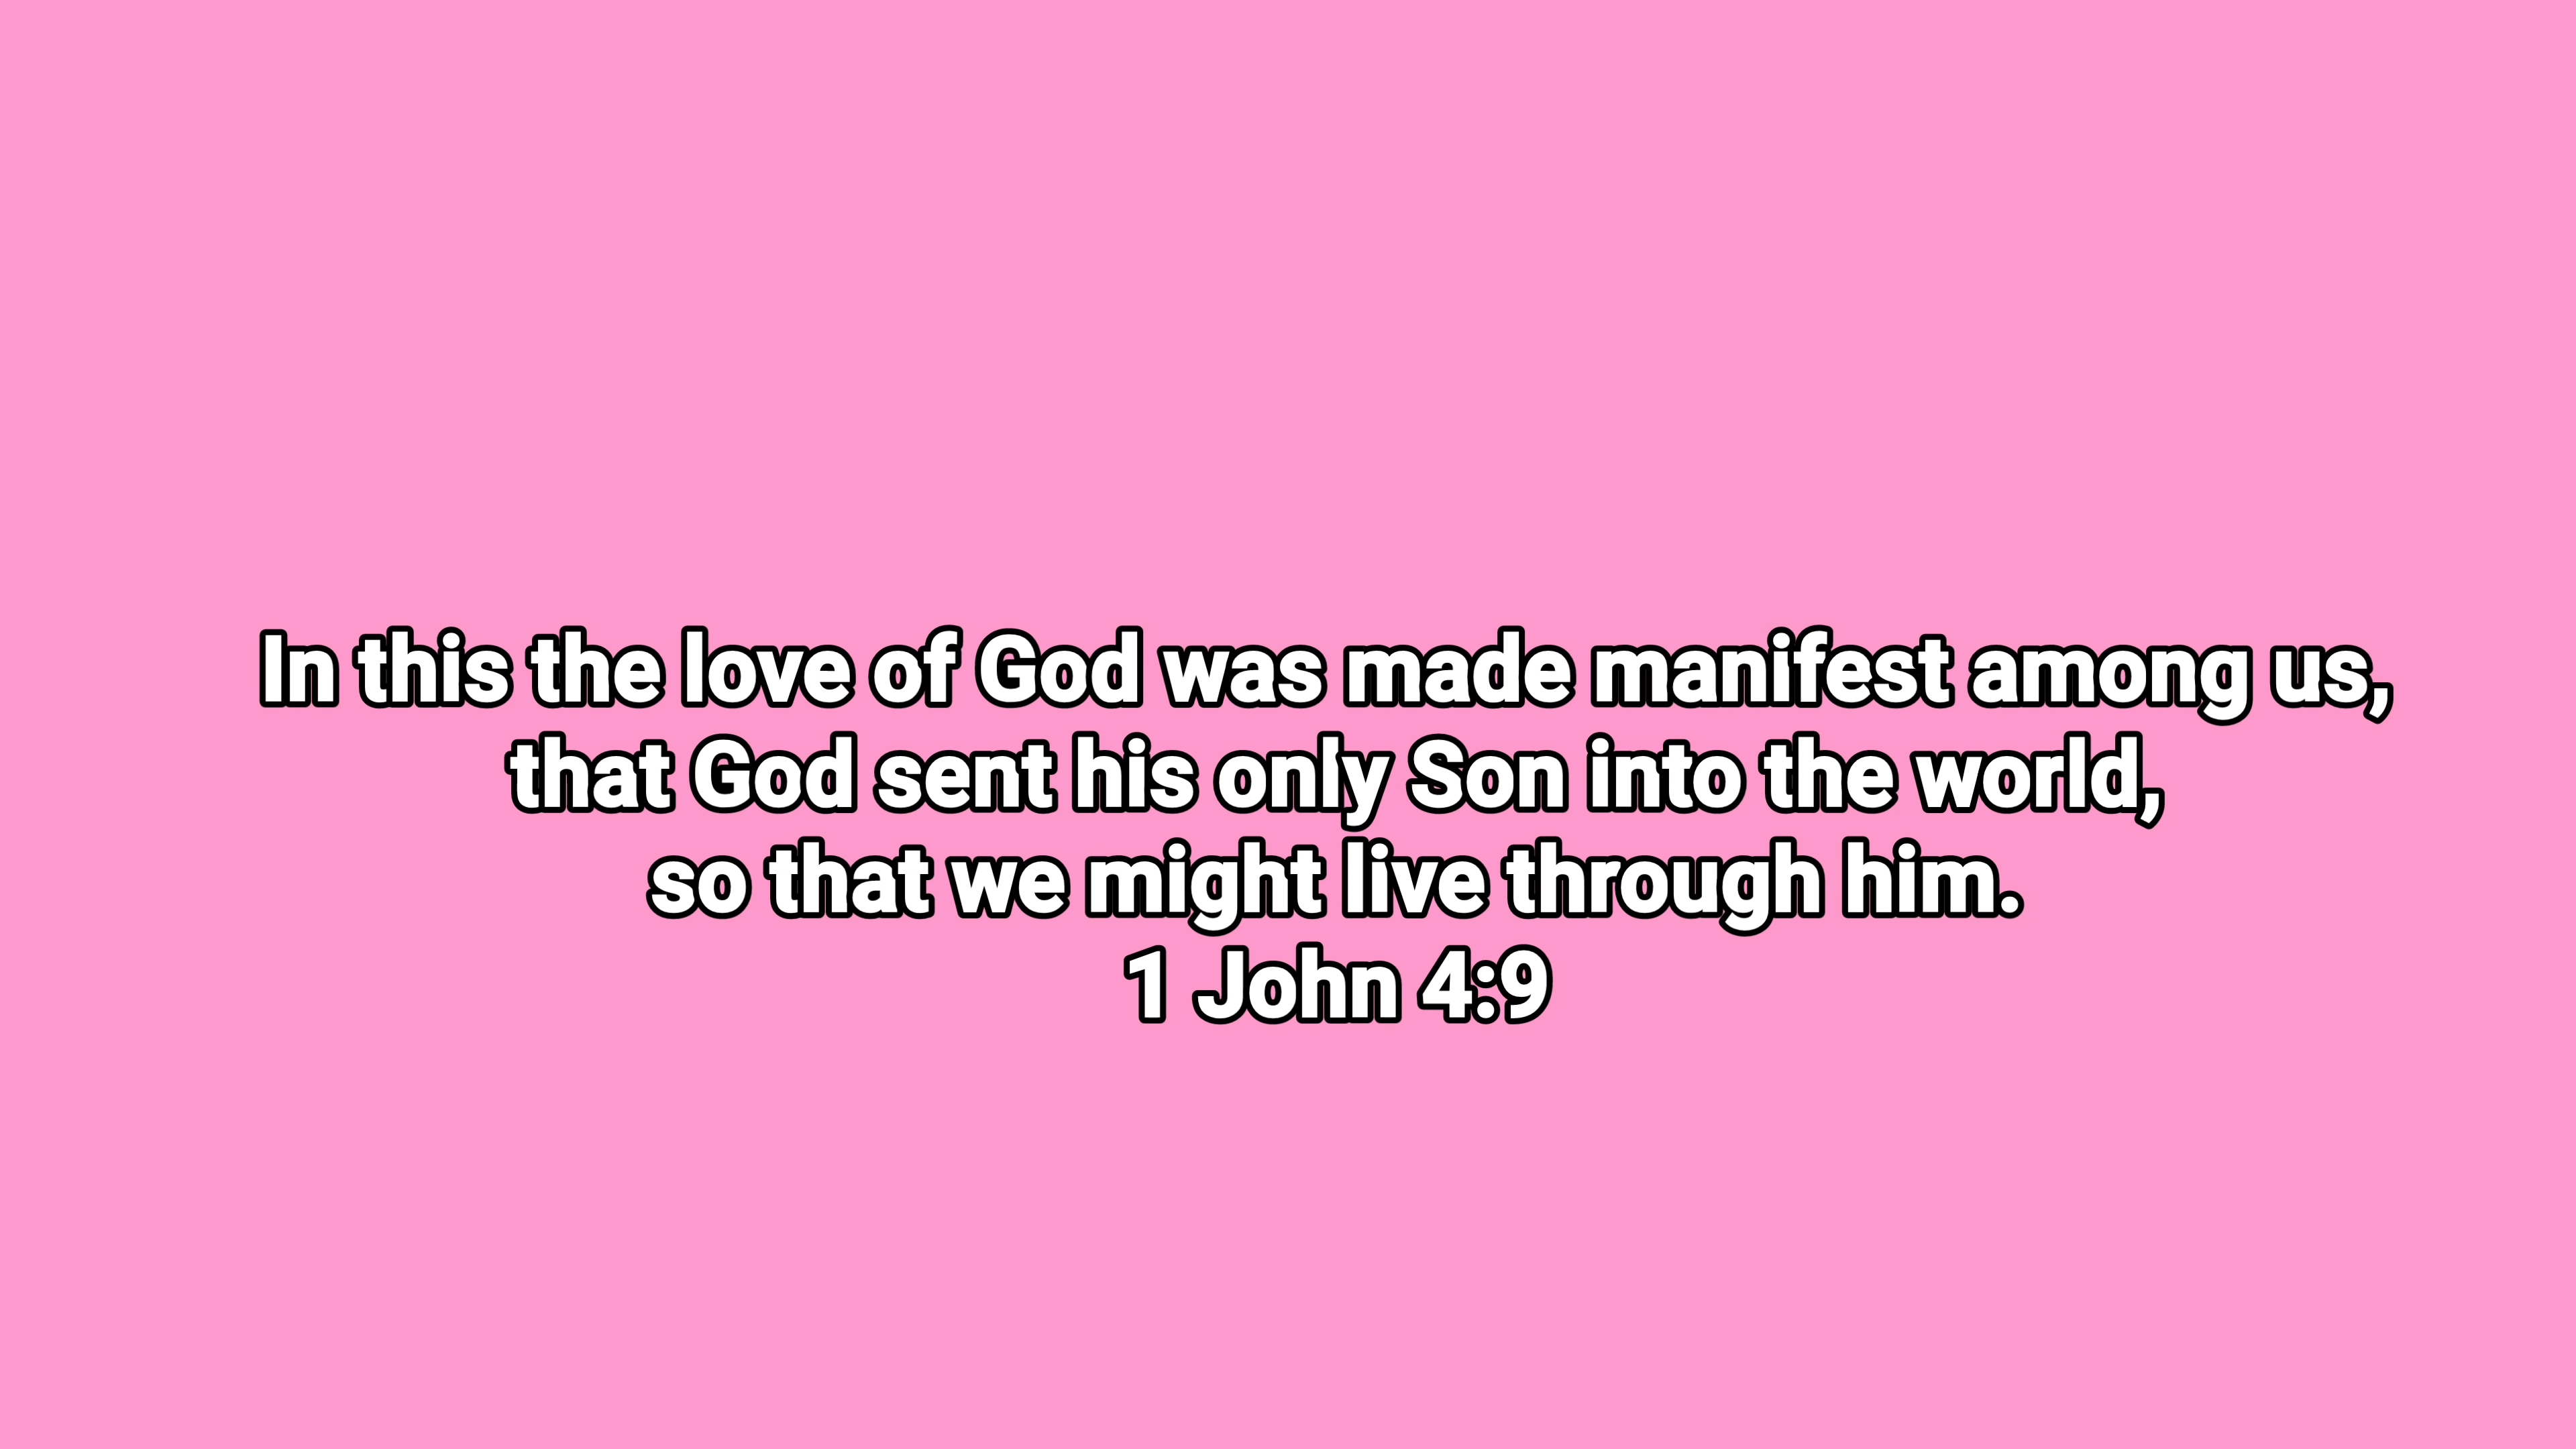 In this the love of God was made manifest among us,
that God sent his only Son into the world,
so that we might live through him.
1 John 4:9